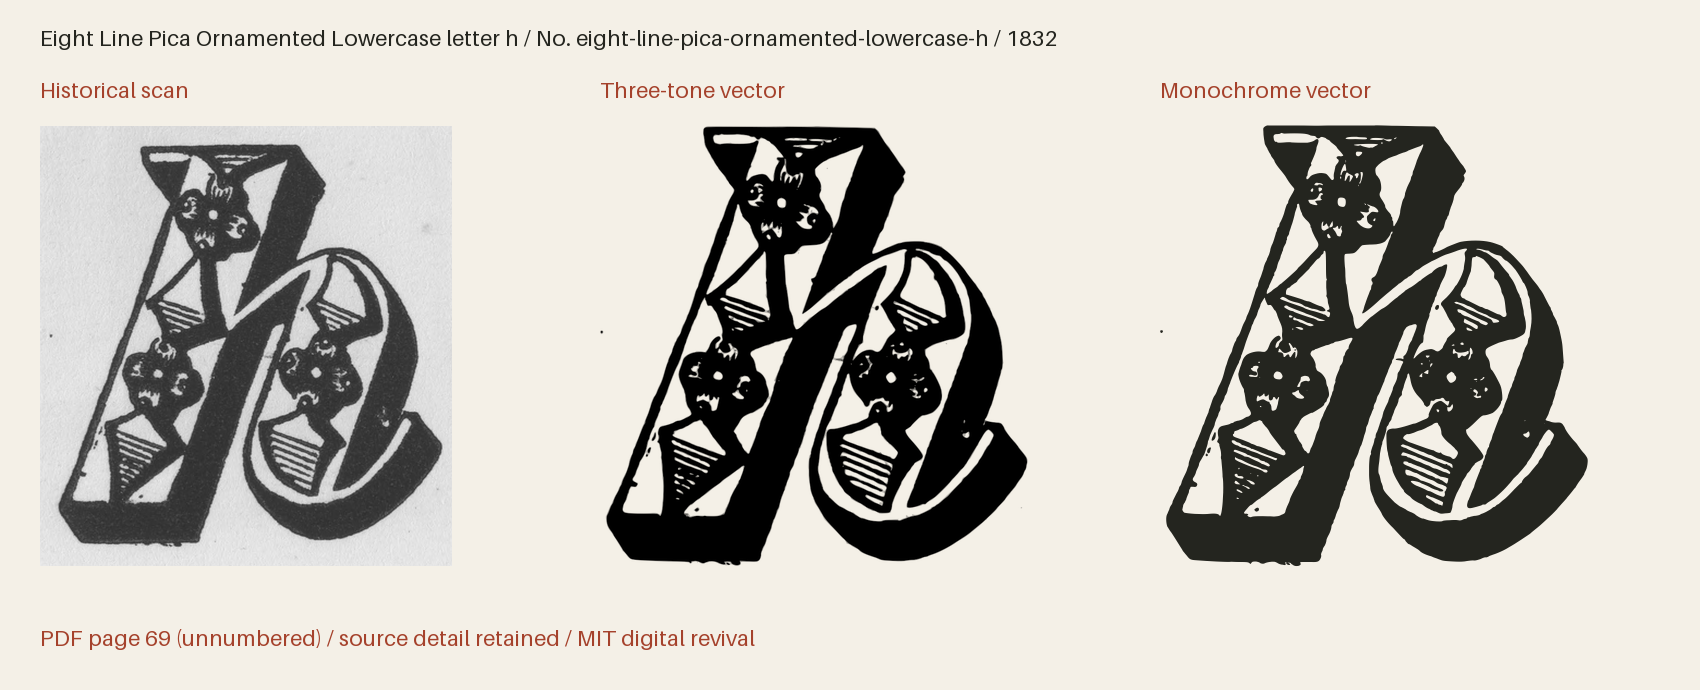 Eight Line Pica Ornamented Lowercase letter h / No. eight-line-pica-ornamented-lowercase-h / 1832
Historical scan
Three-tone vector
Monochrome vector
h
h
h
PDF page 69 (unnumbered) / source detail retained / MIT digital revival